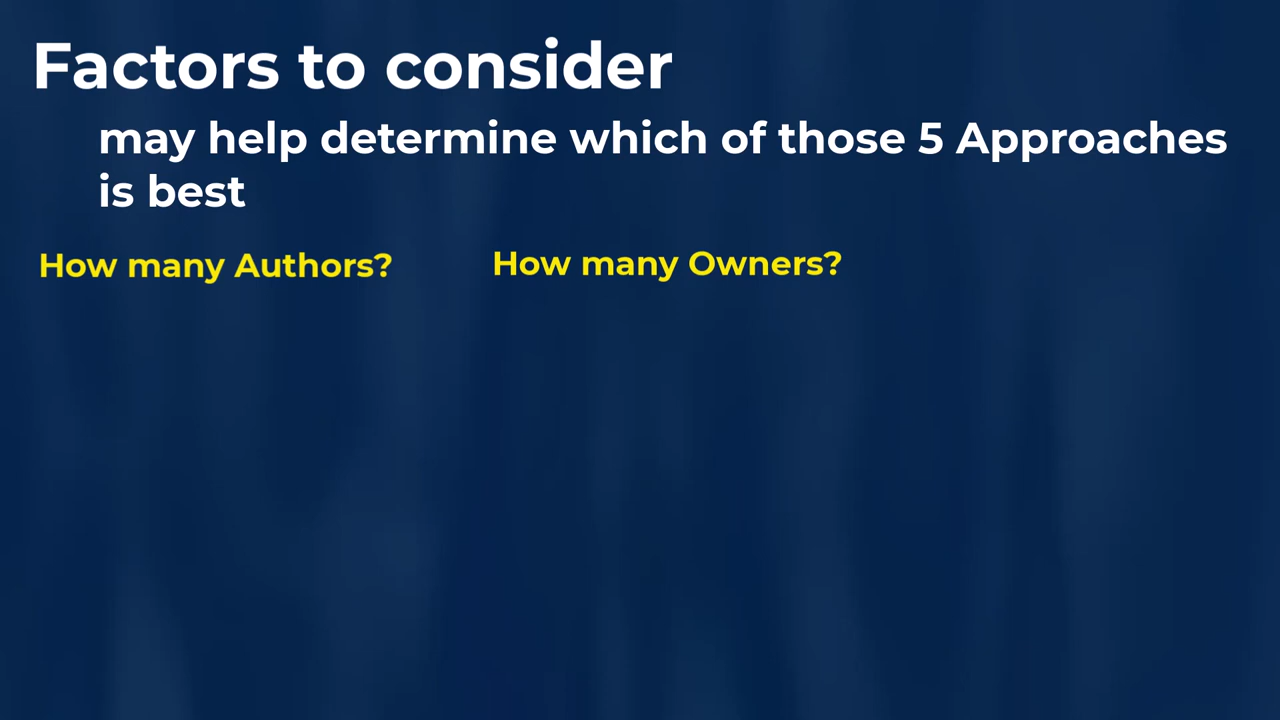 Factors to consider
may help determine which of those 5 Approaches
is best
How many Authors? How many Owners?